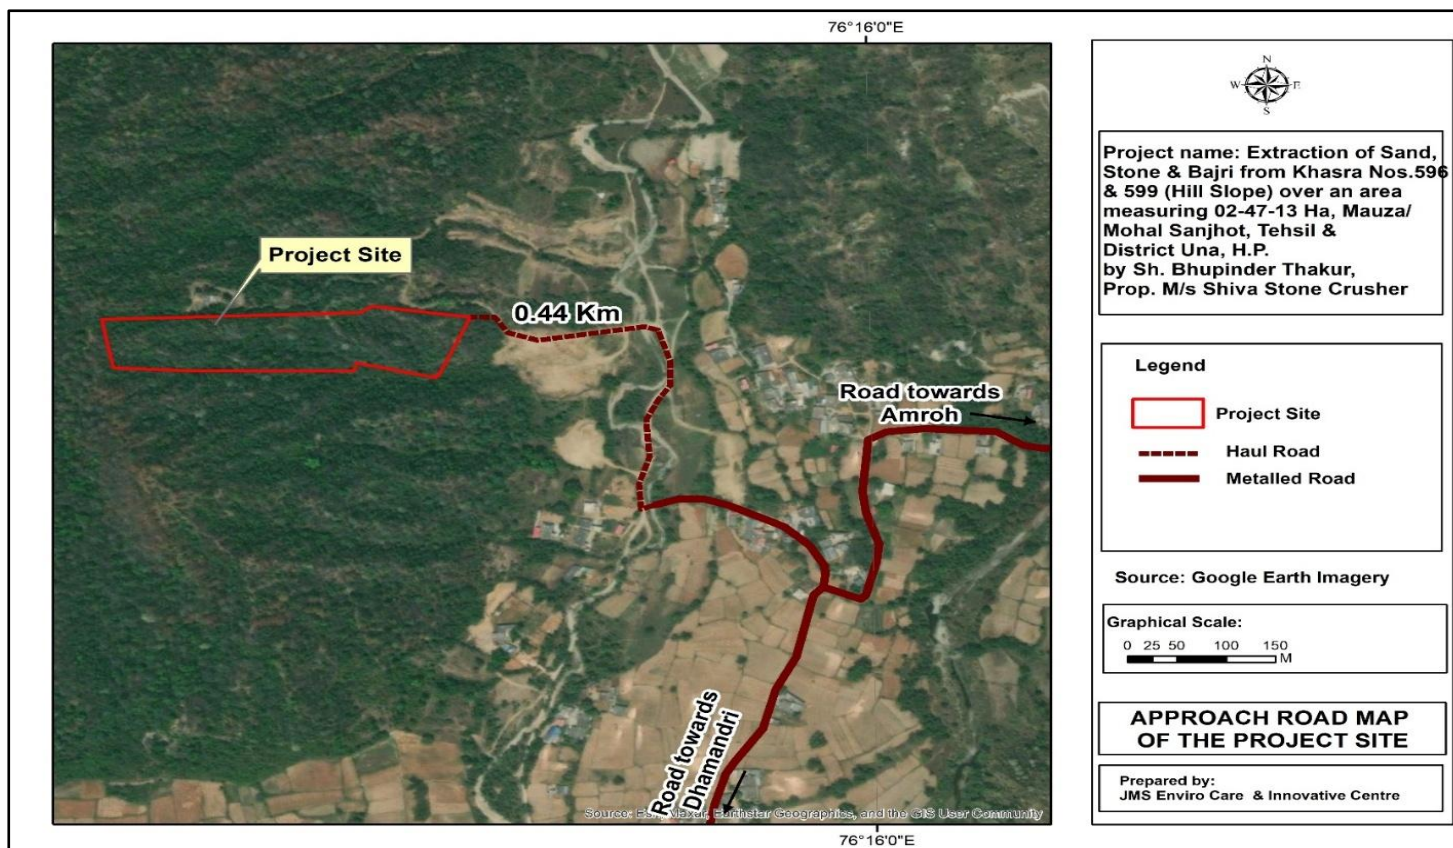 76°16'0"E
Project Site
0.44 Km
Road towards
Amroh
Road towards
Dhamandri
Source: Esri, Maxar, Earthstar Geographics, and the GIS User Community
76°16'0"E
N
W E
S
Project name: Extraction of Sand,
Stone & Bajri from Khasra Nos.596
& 599 (Hill Slope) over an area
measuring 02-47-13 Ha, Mauza/
Mohal Sanjhot, Tehsil &
District Una, H.P.
by Sh. Bhupinder Thakur,
Prop. M/s Shiva Stone Crusher
Legend
Project Site
Haul Road
Metalled Road
Source: Google Earth Imagery
Graphical Scale:
0 25 50 100 150
M
APPROACH ROAD MAP
OF THE PROJECT SITE
Prepared by:
JMS Enviro Care & Innovative Centre